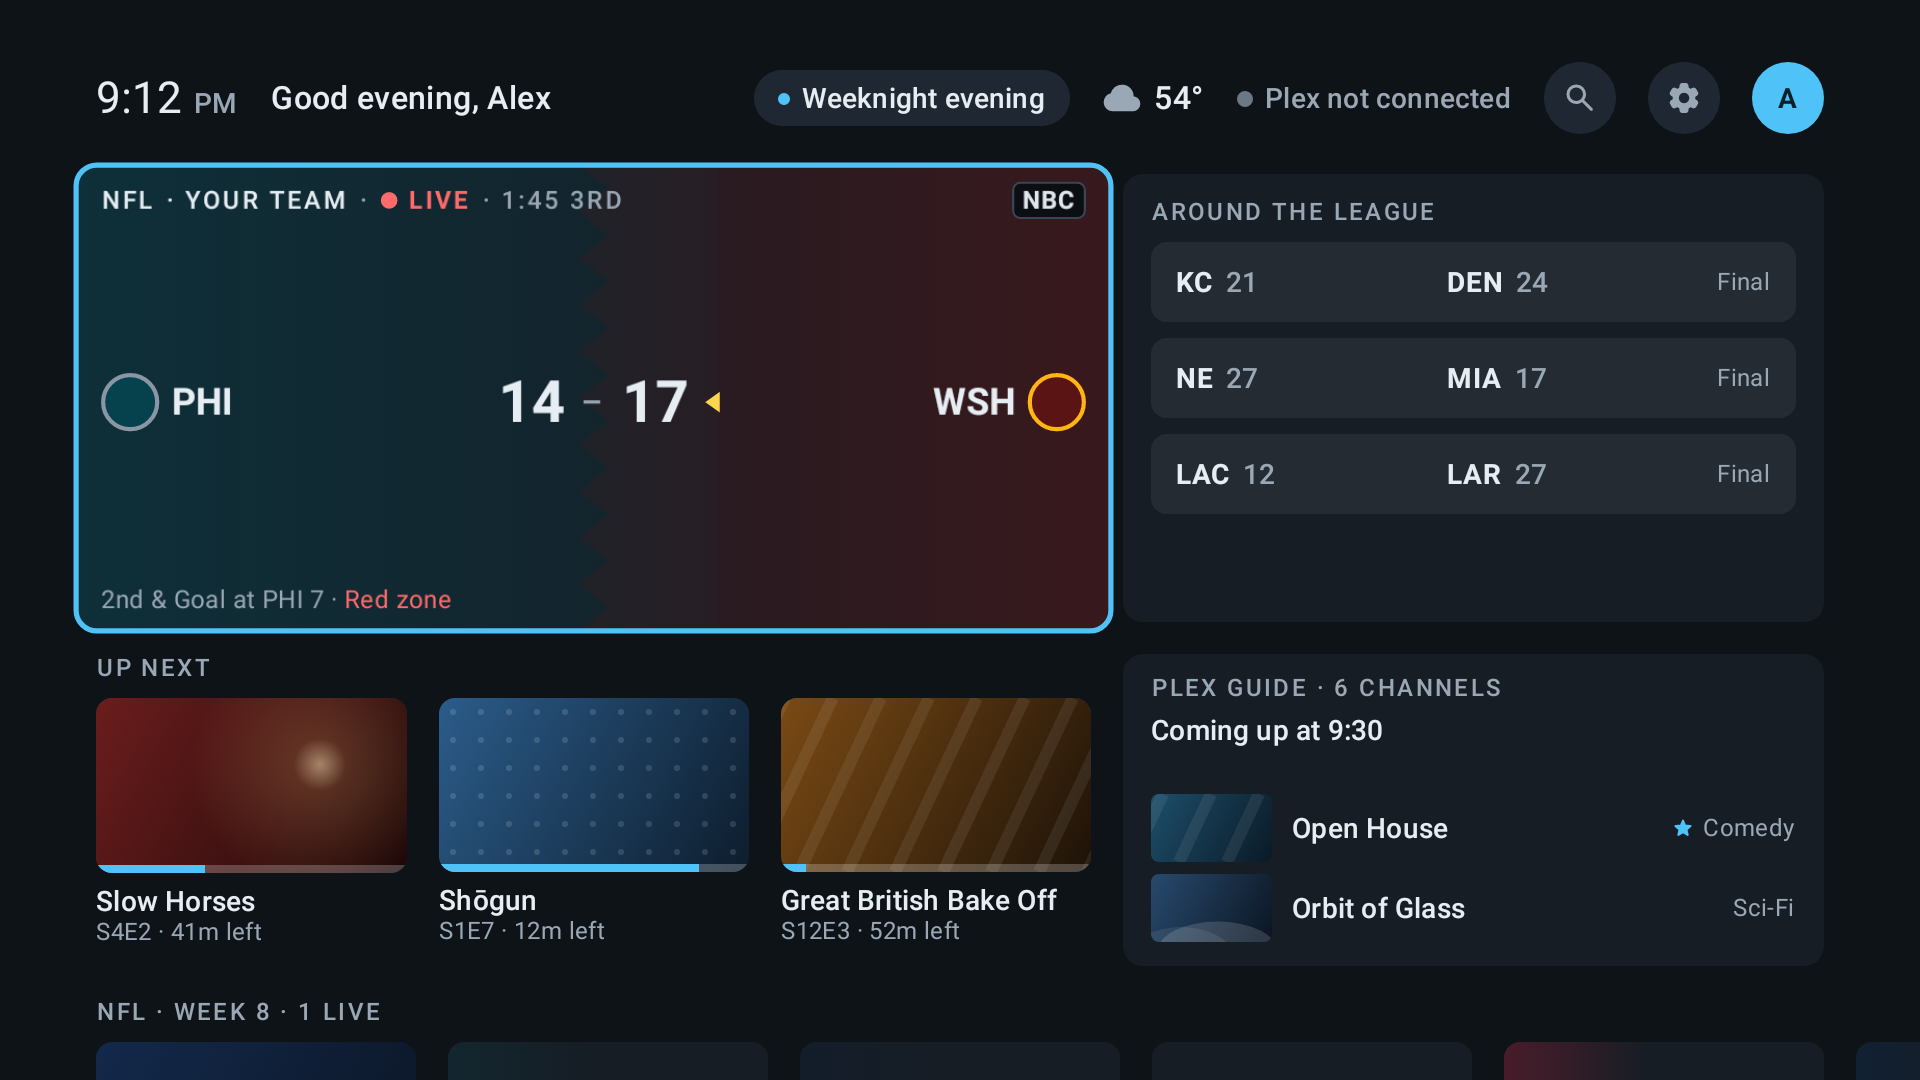 9:12 PM Good evening, Alex
Weeknight evening
54°
Plex not connected
A
NFL · YOUR TEAM · LIVE · 1:45 3RD
NBC
PHI 14 – 17 WSH
2nd & Goal at PHI 7 · Red zone
AROUND THE LEAGUE
KC 21 DEN 24 Final
NE 27 MIA 17 Final
LAC 12 LAR 27 Final
UP NEXT
Slow Horses
S4E2 · 41m left
Shōgun
S1E7 · 12m left
Great British Bake Off
S12E3 · 52m left
PLEX GUIDE · 6 CHANNELS
Coming up at 9:30
Open House Comedy
Orbit of Glass Sci-Fi
NFL · WEEK 8 · 1 LIVE